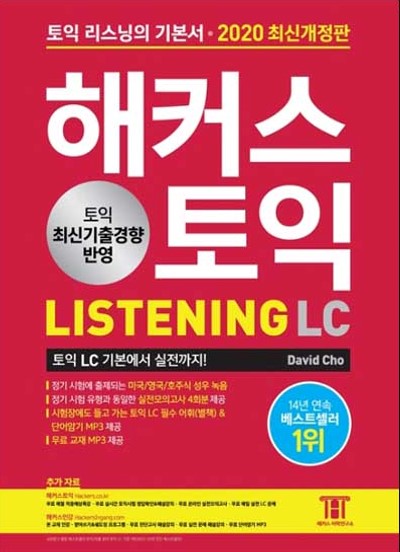 토익 리스닝의 기본서 • 2020 최신개정판
해커스
토익
토익
최신기출경향
반영
LISTENING LC
토익 LC 기본에서 실전까지!
David Cho
정기 시험에 출제되는 미국/영국/호주식 성우 녹음
정기 시험 유형과 동일한 실전모의고사 4회분 제공
시험장에도 들고 가는 토익 LC 필수 어휘(별책) &
단어암기 MP3 제공
무료 교재 MP3 제공
14년 연속
베스트셀러
1위
추가 자료
해커스토익 Hackers.co.kr
해커스인강 HackersIngang.com
해커스 어학연구소